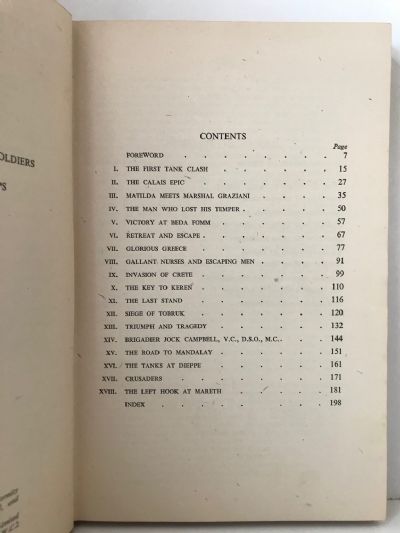 OLDIERS
PS
CONTENTS
Page
FOREWORD . . . . . . . . 7
I. THE FIRST TANK CLASH . . . . . 15
II. THE CALAIS EPIC . . . . . . 27
III. MATILDA MEETS MARSHAL GRAZIANI . . . 35
IV. THE MAN WHO LOST HIS TEMPER . . . . 50
V. VICTORY AT BEDA FOMM . . . . . 57
VI. RETREAT AND ESCAPE . . . . . . 67
VII. GLORIOUS GREECE . . . . . . 77
VIII. GALLANT NURSES AND ESCAPING MEN . . . 91
IX. INVASION OF CRETE . . . . . . 99
X. THE KEY TO KEREN . . . . . . 110
XI. THE LAST STAND . . . . . . 116
XII. SIEGE OF TOBRUK . . . . . . 120
XIII. TRIUMPH AND TRAGEDY . . . . . 132
XIV. BRIGADIER JOCK CAMPBELL, V.C., D.S.O., M.C. . . . 144
XV. THE ROAD TO MANDALAY . . . . . 151
XVI. THE TANKS AT DIEPPE . . . . . 161
XVII. CRUSADERS . . . . . . . 171
XVIII. THE LEFT HOOK AT MARETH . . . . . 181
INDEX . . . . . . . . 198